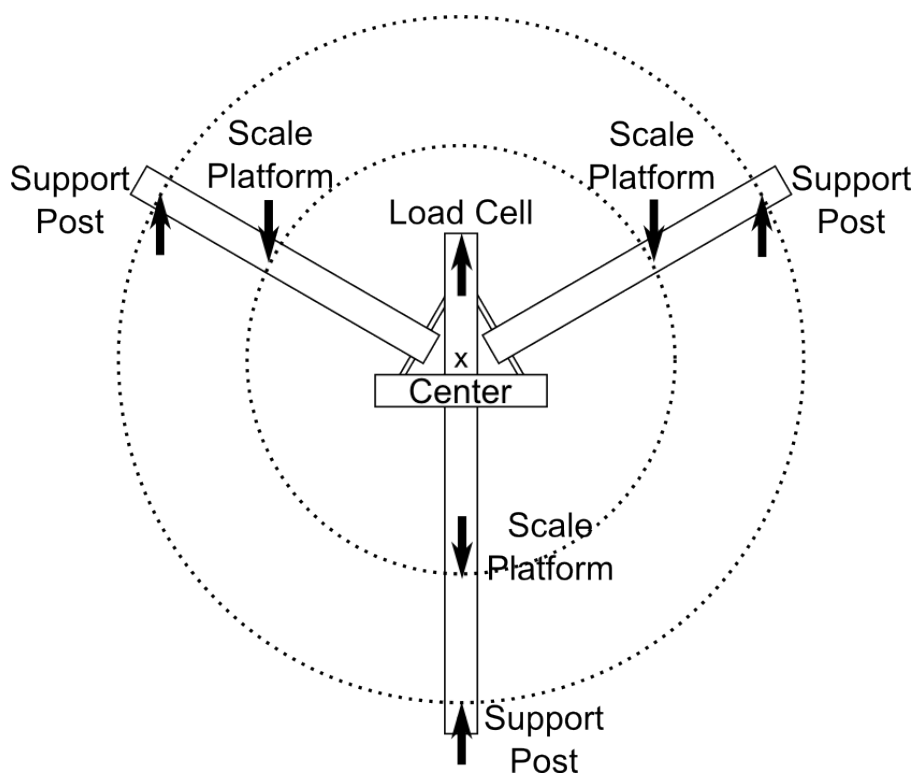 Scale
Platform
Support
Post
Load Cell
Scale
Platform
Support
Post
x
Center
Scale
Platform
Support
Post